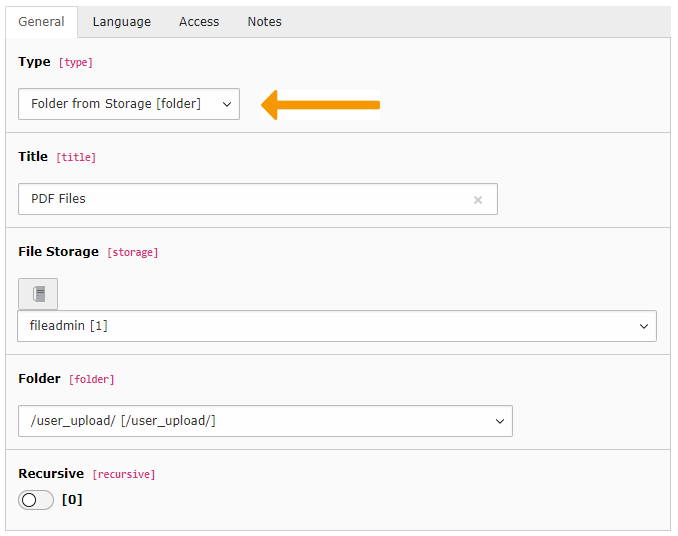 General Language Access Notes
Type [type]
Folder from Storage [folder]
Title [title]
PDF Files
File Storage [storage]
fileadmin [1]
Folder [folder]
/user_upload/ [/user_upload/]
Recursive [recursive]
[0]